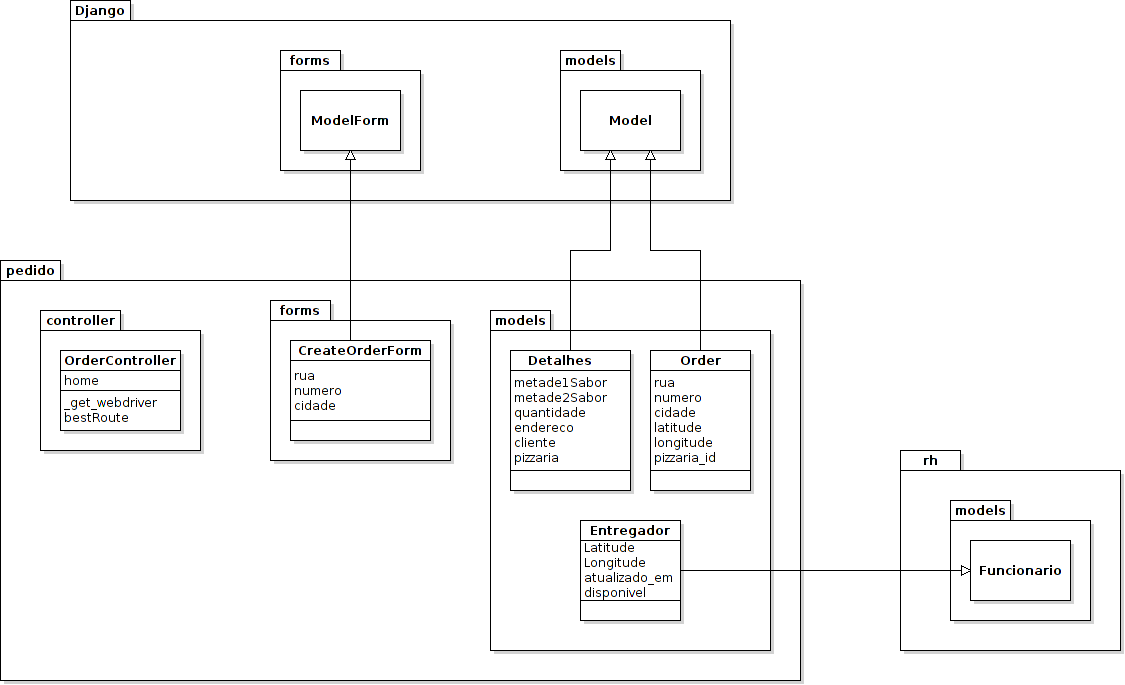 Django
forms
models
ModelForm
Model
pedido
controller
OrderController
home
_get_webdriver
bestRoute
forms
CreateOrderForm
rua
numero
cidade
models
Detalhes
metade1Sabor
metade2Sabor
quantidade
endereco
cliente
pizzaria
Order
rua
numero
cidade
latitude
longitude
pizzaria_id
Entregador
Latitude
Longitude
atualizado_em
disponivel
rh
models
Funcionario